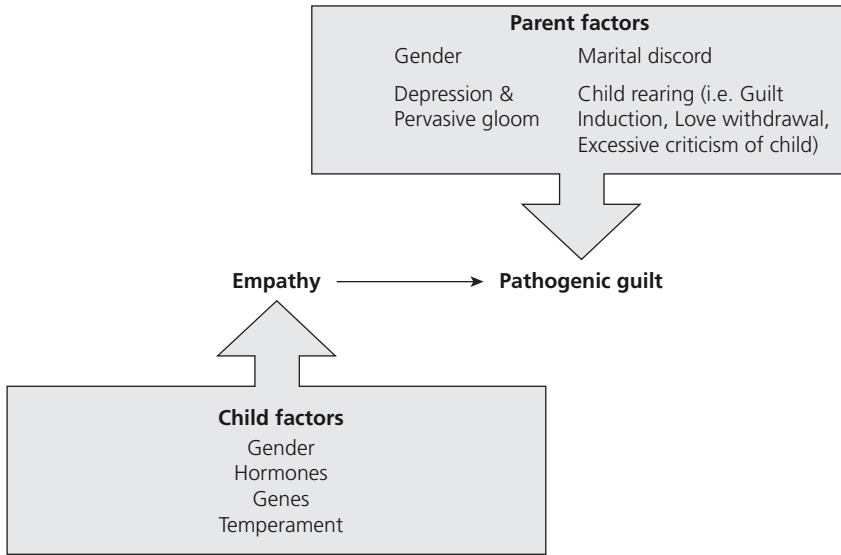 Parent factors
Gender
Marital discord
Depression &
Pervasive gloom
Child rearing (i.e. Guilt
Induction, Love withdrawal,
Excessive criticism of child)
Empathy
Pathogenic guilt
Child factors
Gender
Hormones
Genes
Temperament